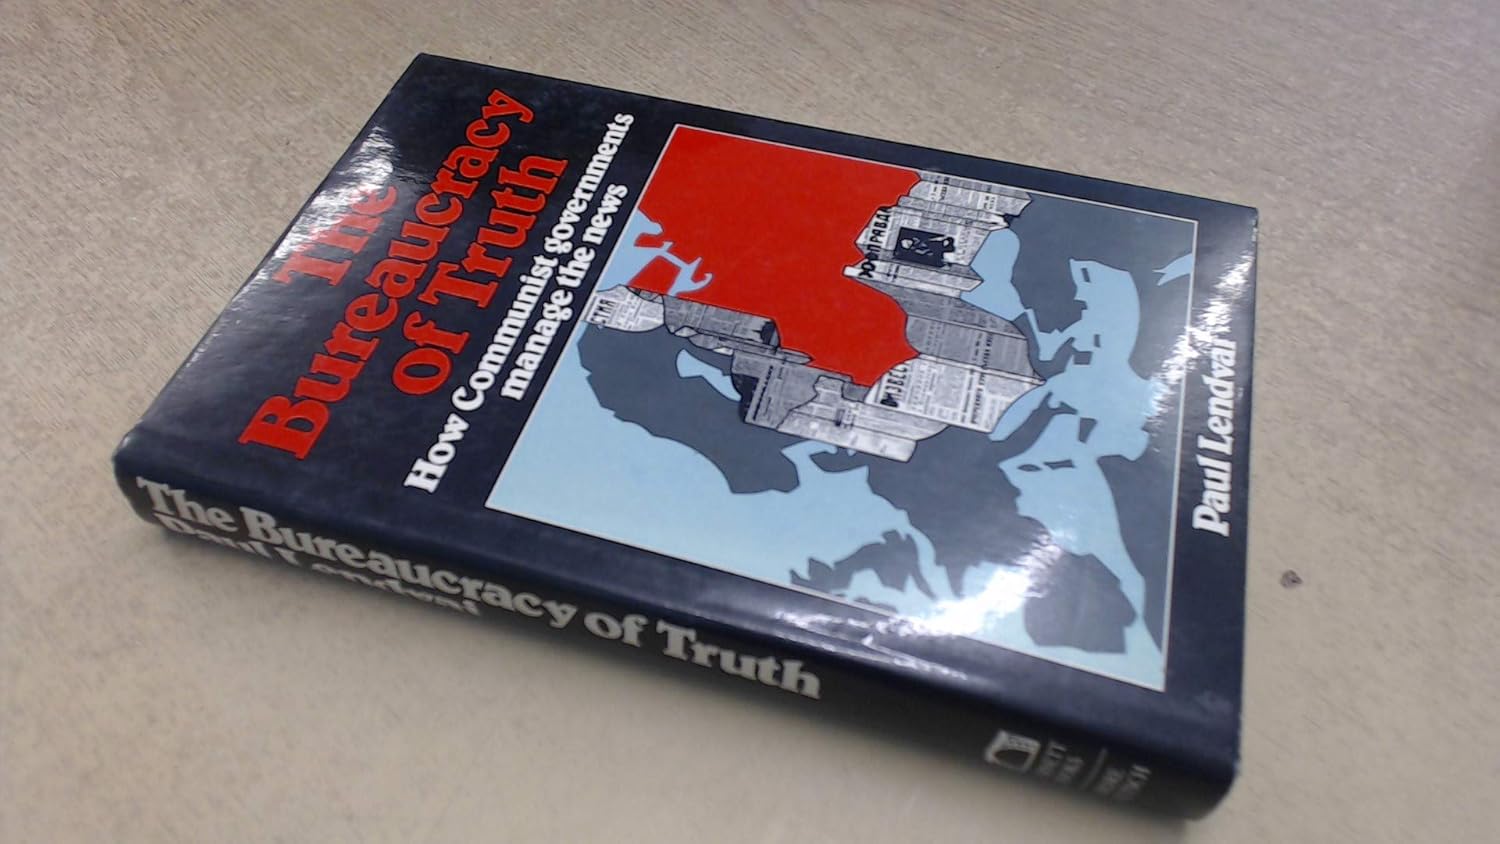 The
Bureaucracy
of Truth
How Communist governments
manage the news
Paul Lendvai
The Bureaucracy of Truth
Paul Lendvai